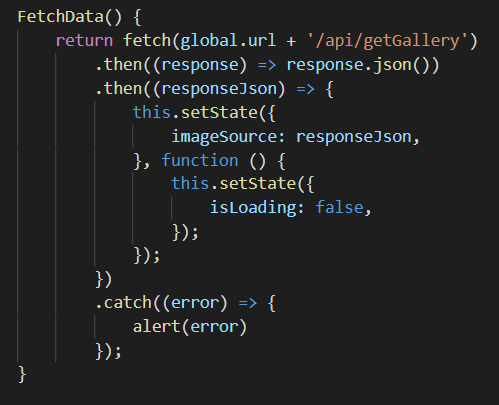 FetchData() {
    return fetch(global.url + '/api/getGallery')
        .then((response) => response.json())
        .then((responseJson) => {
            this.setState({
                imageSource: responseJson,
            }, function () {
                this.setState({
                    isLoading: false,
                });
            });
        })
        .catch((error) => {
            alert(error)
        });
}